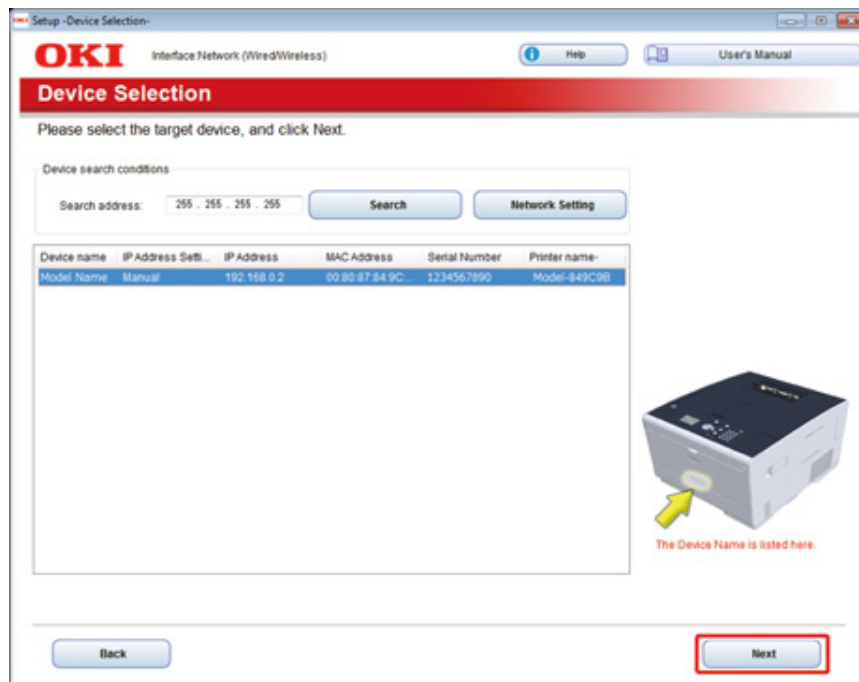 Setup -Device Selection-
OKI Interface:Network (Wired/Wireless) Help User's Manual
Device Selection
Please select the target device, and click Next.
Device search conditions
Search address: 255 . 255 . 255 . 255 Search Network Setting
Device name IP Address Setti... IP Address MAC Address Serial Number Printer name-
Model Name Manual 192.168.0.2 00:80:87:84:9C... 1234567890 Model-849C9B
The Device Name is listed here.
Back Next